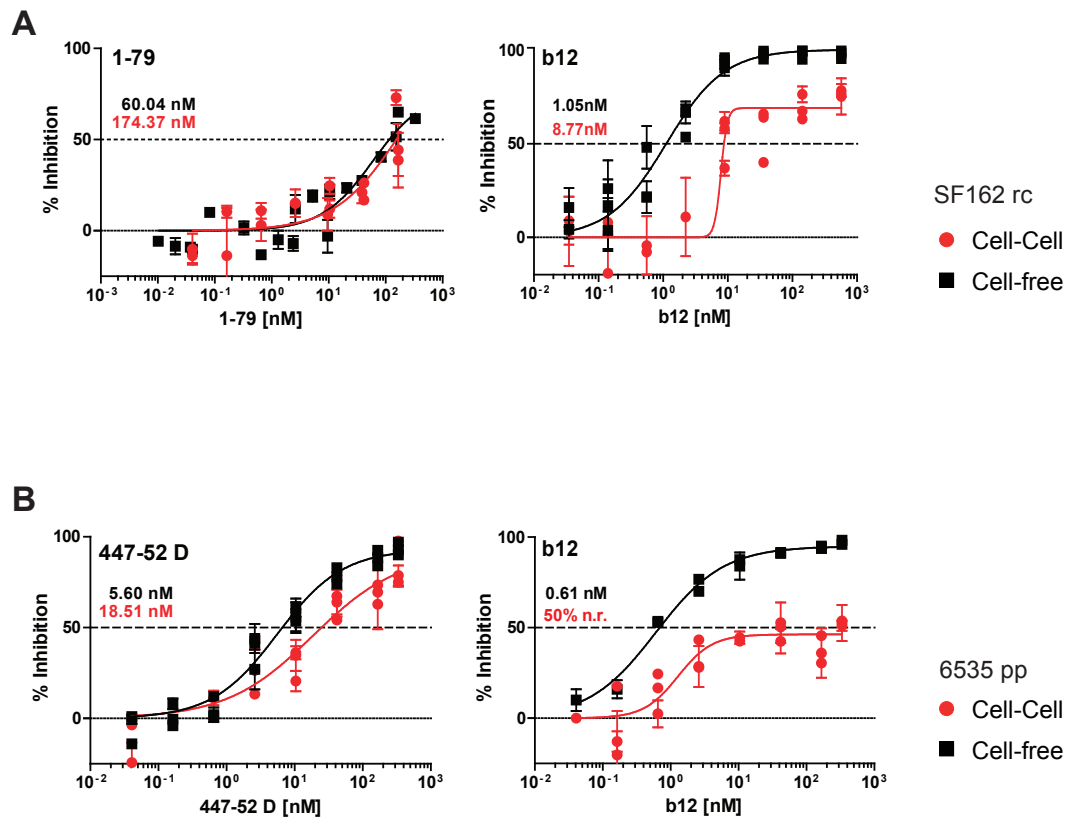 A
1-79
60.04 nM
174.37 nM
% Inhibition
100
50
0
10-3 10-2 10-1 100 101 102 103
1-79 [nM]
b12
1.05nM
8.77nM
% Inhibition
100
50
0
10-2 10-1 100 101 102 103
b12 [nM]
SF162 rc
Cell-Cell
Cell-free
B
447-52 D
5.60 nM
18.51 nM
% Inhibition
100
50
0
10-2 10-1 100 101 102 103
447-52 D [nM]
b12
0.61 nM
50% n.r.
% Inhibition
100
50
0
10-2 10-1 100 101 102 103
b12 [nM]
6535 pp
Cell-Cell
Cell-free